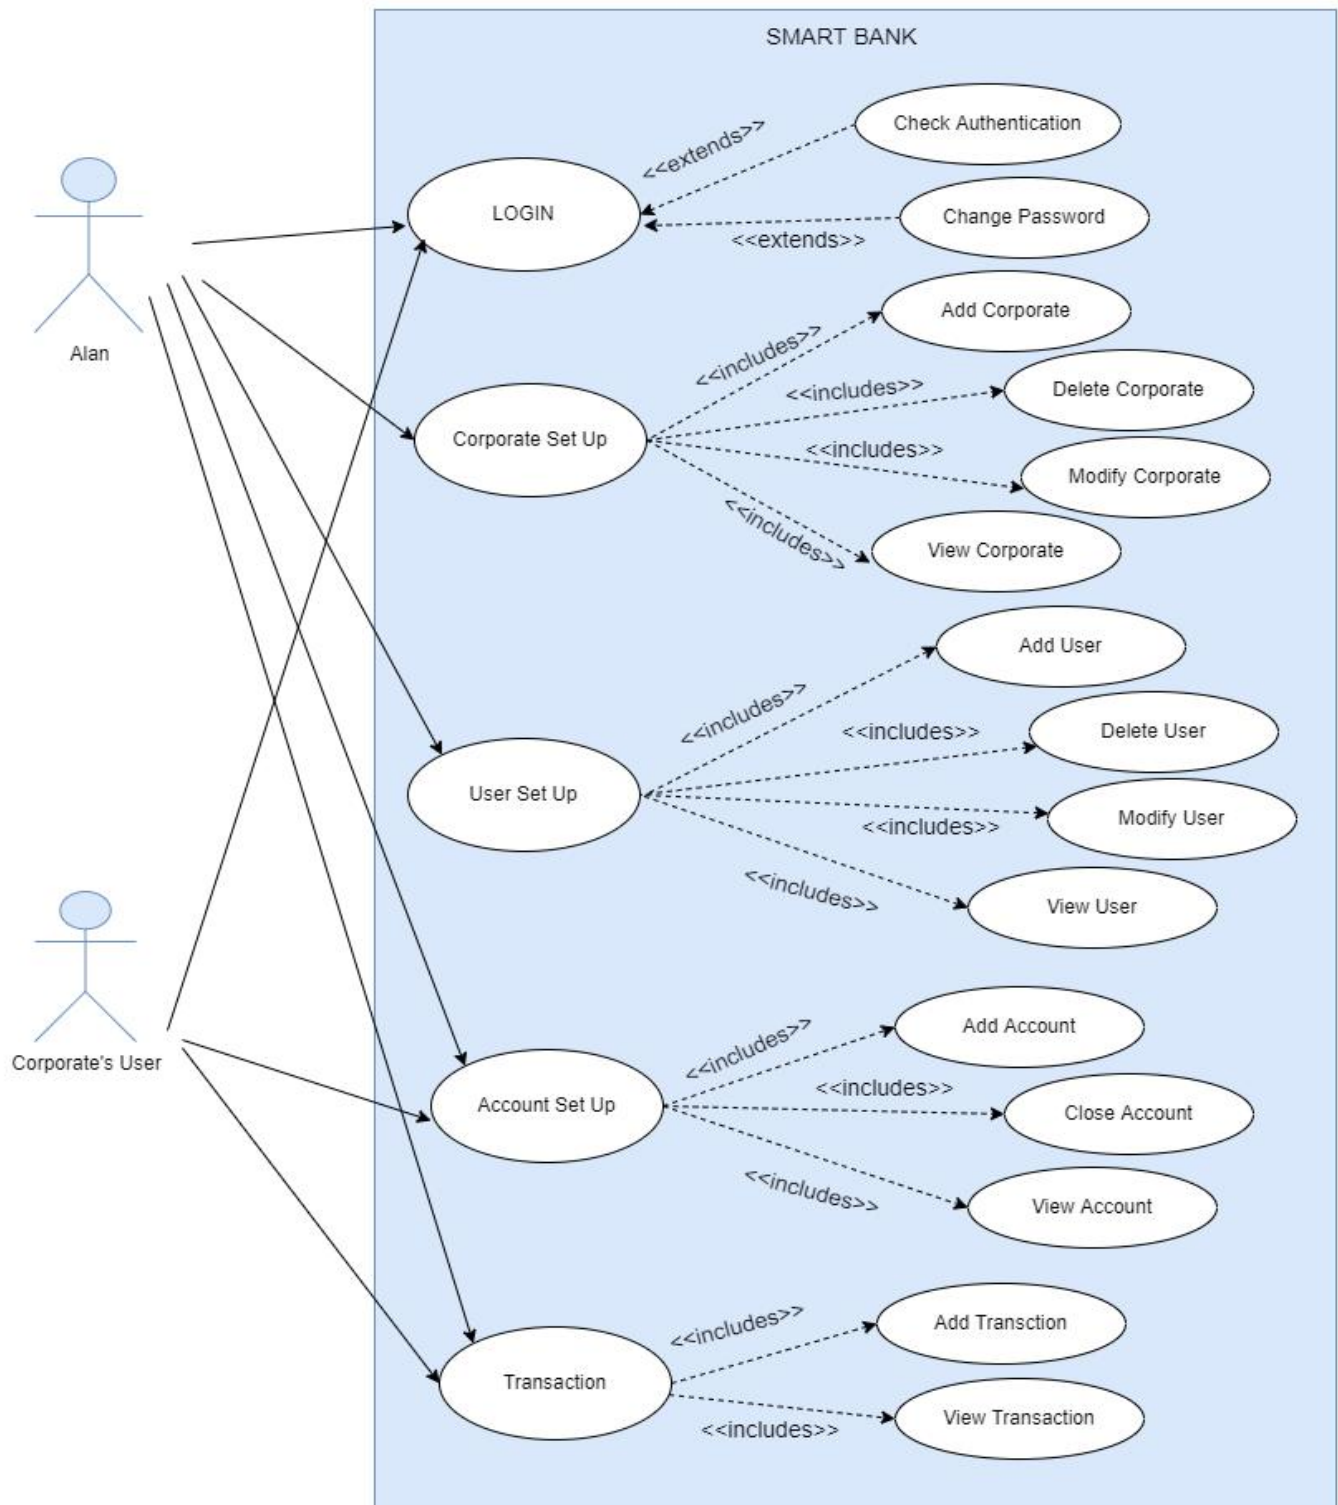 SMART BANK
Check Authentication
<<extends>>
LOGIN
Change Password
<<extends>>
Alan
Add Corporate
<<includes>>
Delete Corporate
<<includes>>
Corporate Set Up
<<includes>>
Modify Corporate
<<includes>>
View Corporate
Add User
<<includes>>
Delete User
<<includes>>
User Set Up
Modify User
<<includes>>
<<includes>>
View User
Add Account
<<includes>>
<<includes>>
Corporate's User
Account Set Up
Close Account
<<includes>>
View Account
<<includes>>
Add Transction
Transaction
View Transaction
<<includes>>